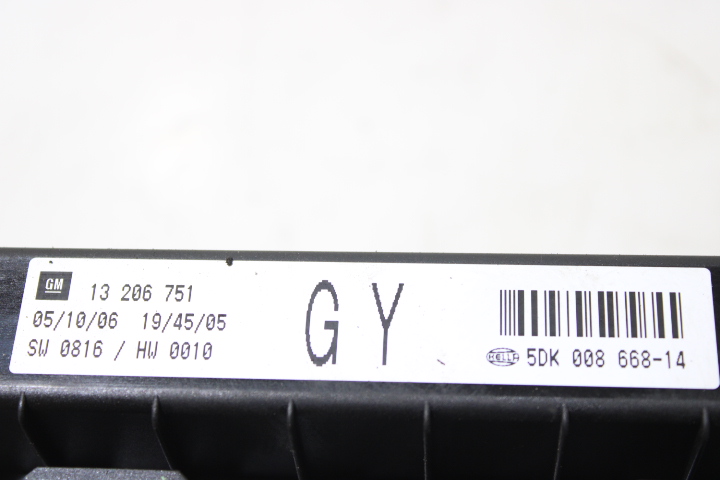 GM 13 206 751
05/10/06 19/45/05
SW 0816 / HW 0010
GY
HELLA 5DK 008 668-14